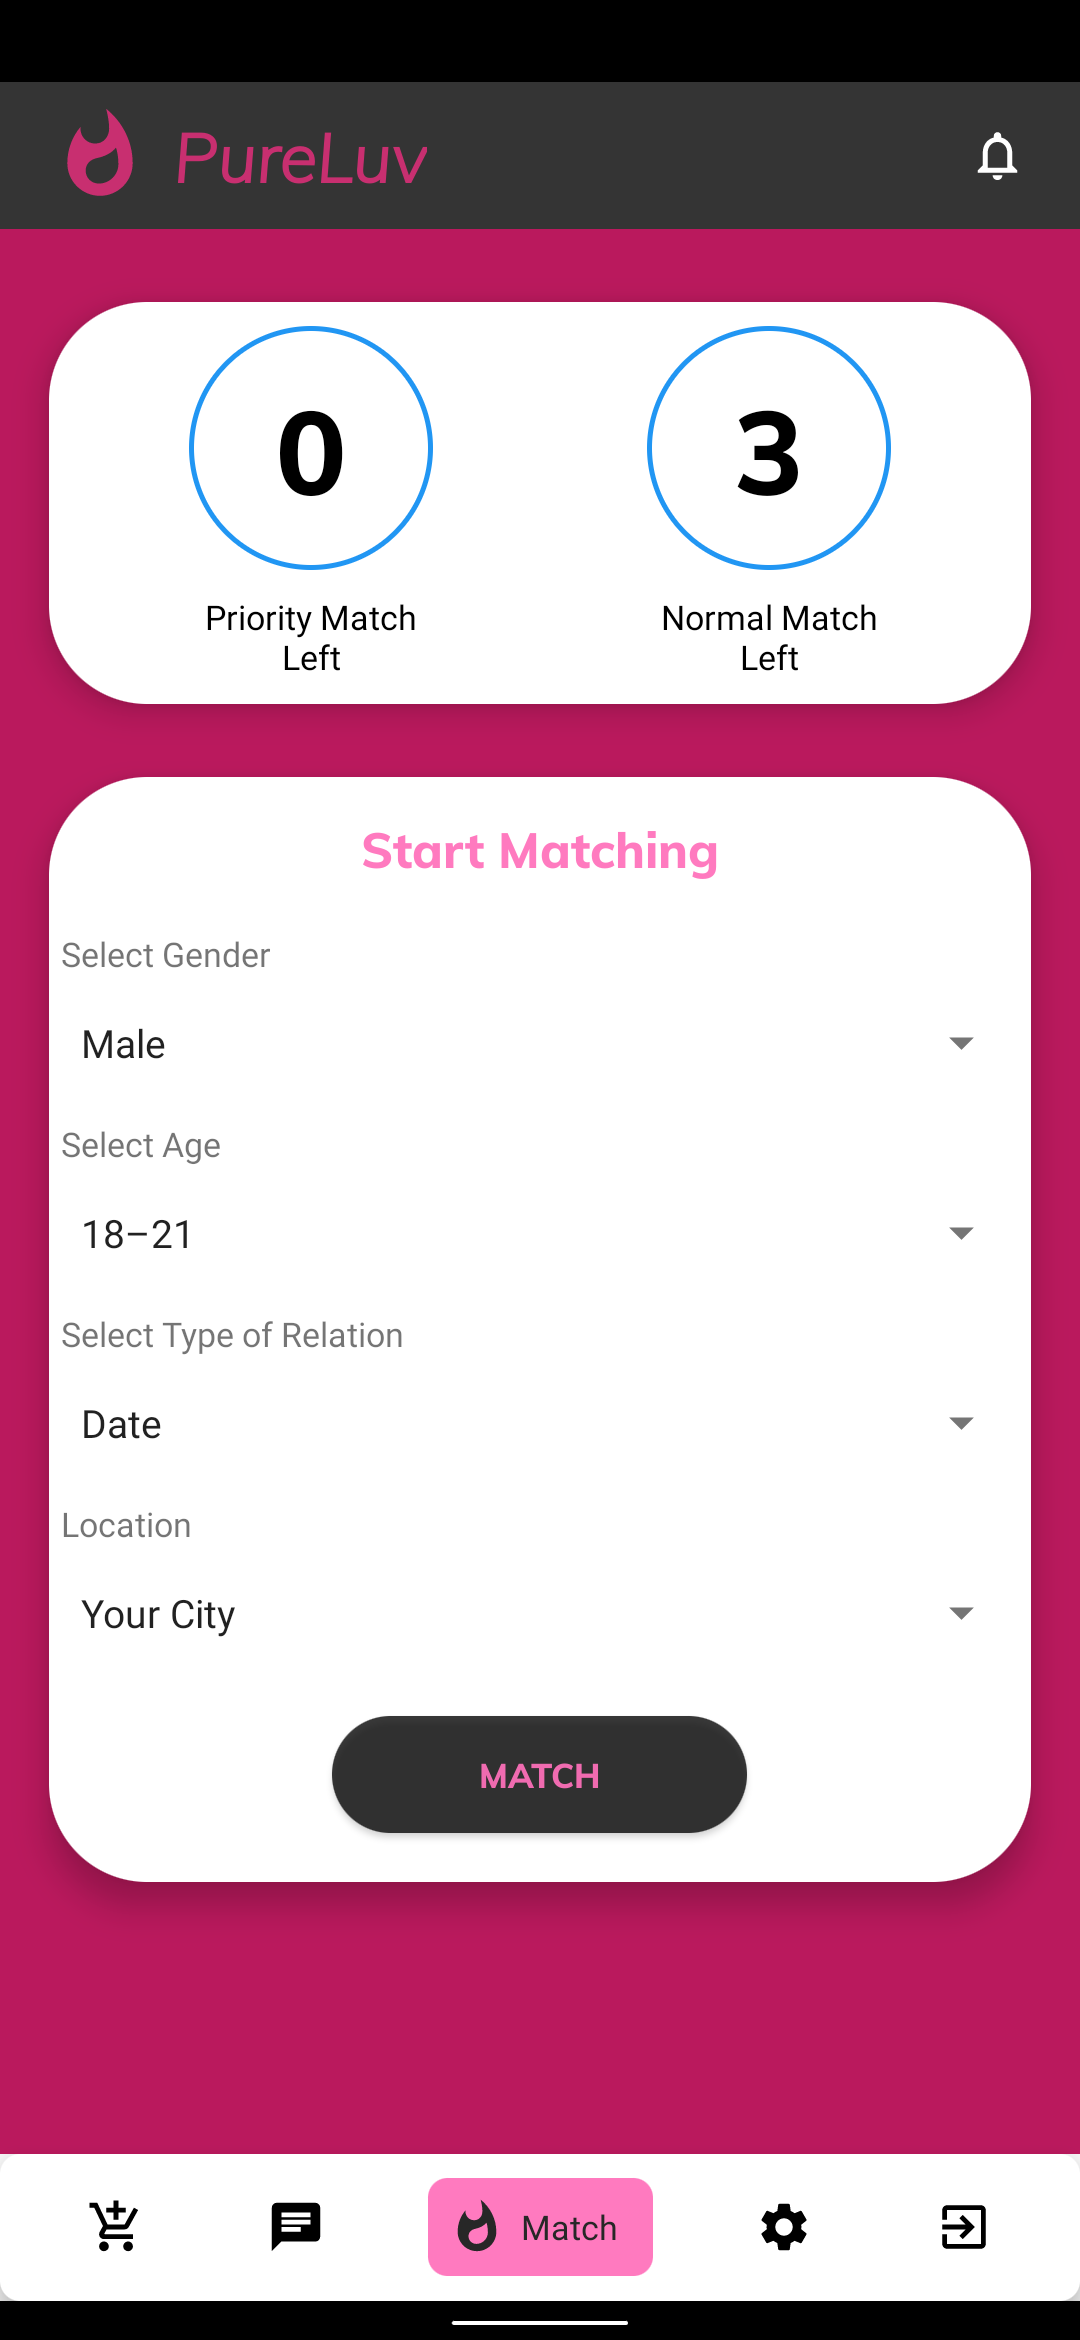 PureLuv
0
3
Priority Match
Left
Normal Match
Left
Start Matching
Select Gender
Male
Select Age
18–21
Select Type of Relation
Date
Location
Your City
MATCH
Match